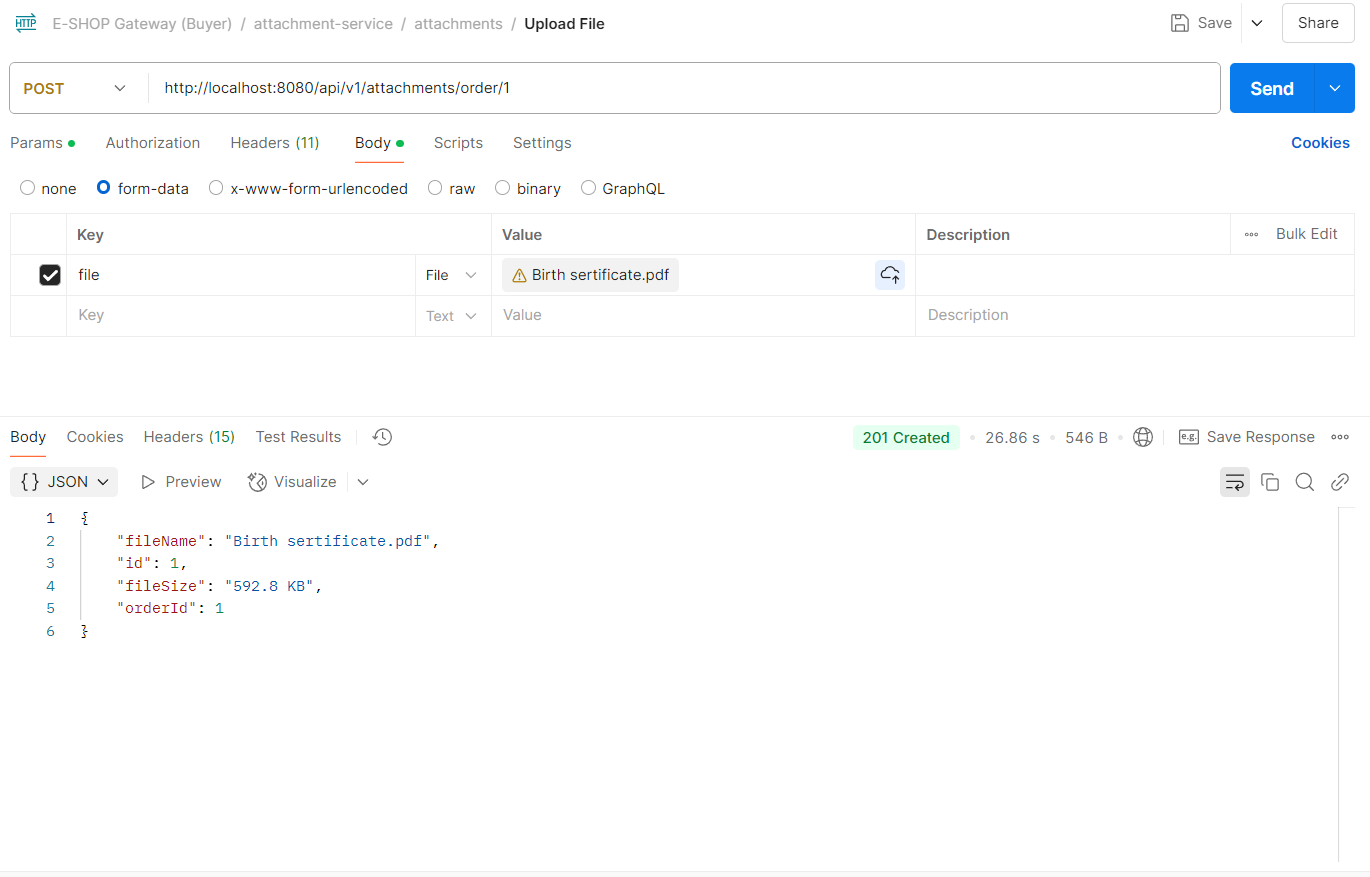 HTTP E-SHOP Gateway (Buyer) / attachment-service / attachments / Upload File Save Share
POST http://localhost:8080/api/v1/attachments/order/1 Send
Params Authorization Headers (11) Body Scripts Settings Cookies
none form-data x-www-form-urlencoded raw binary GraphQL
Key Value Description Bulk Edit
file File Birth sertificate.pdf
Key Text Value Description
Body Cookies Headers (15) Test Results 201 Created 26.86 s 546 B e.g. Save Response
{} JSON Preview Visualize
1 {
2 "fileName": "Birth sertificate.pdf",
3 "id": 1,
4 "fileSize": "592.8 KB",
5 "orderId": 1
6 }